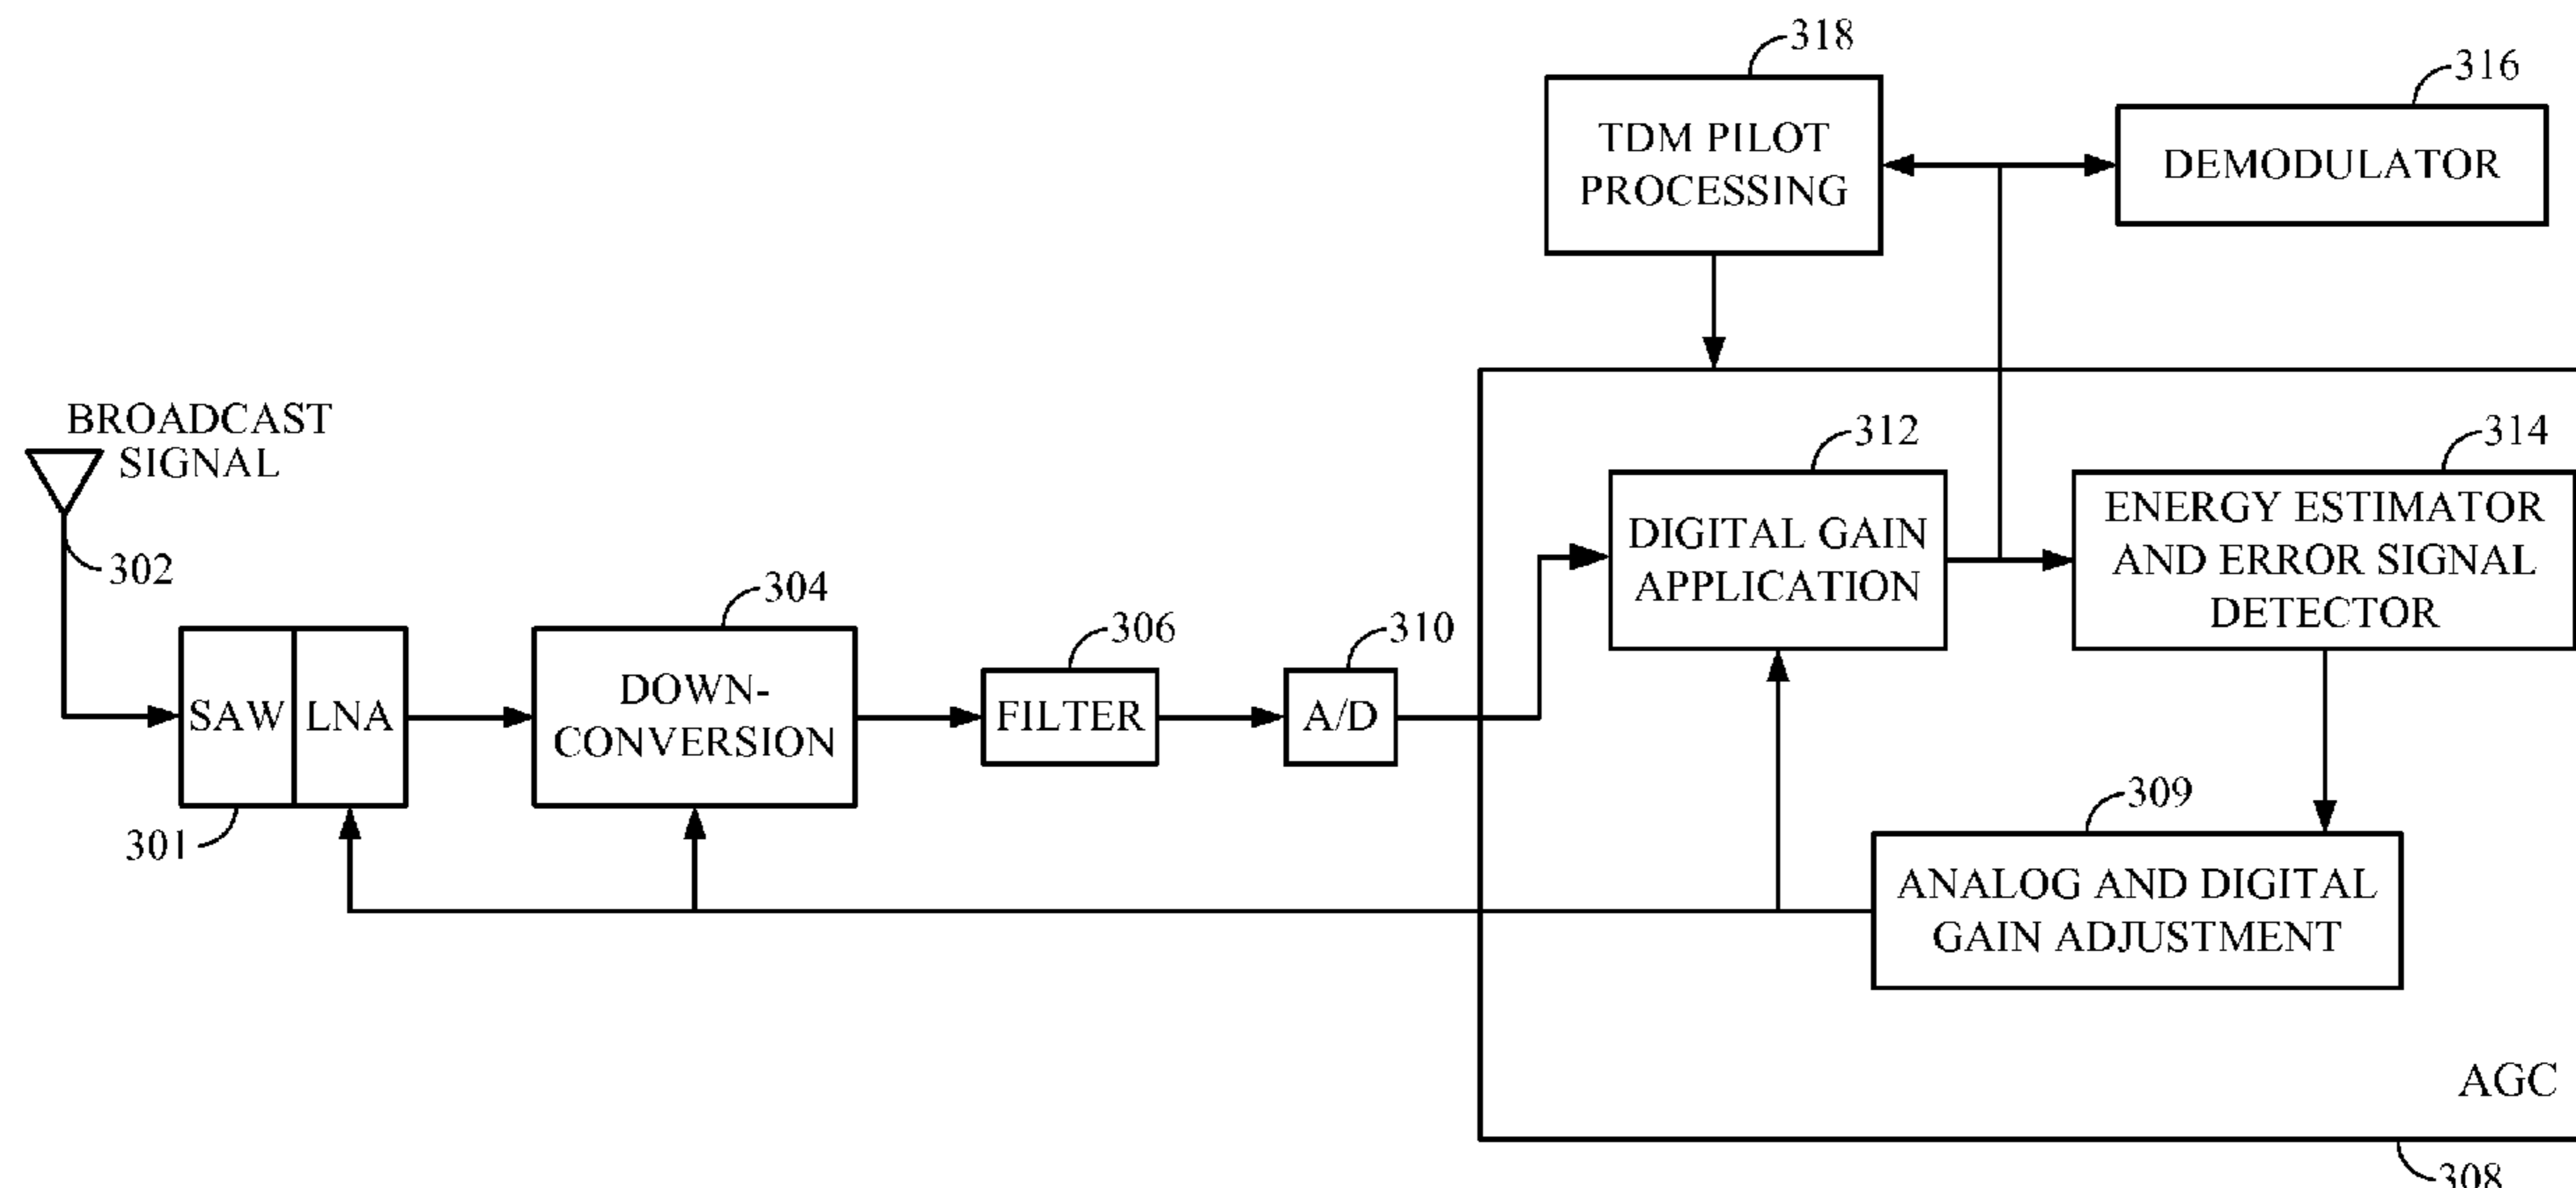 318
316
TDM PILOT
PROCESSING
DEMODULATOR
BROADCAST
SIGNAL
312
314
DIGITAL GAIN
APPLICATION
ENERGY ESTIMATOR
AND ERROR SIGNAL
DETECTOR
302
304
306
310
SAW
LNA
DOWN-
CONVERSION
FILTER
A/D
301
309
ANALOG AND DIGITAL
GAIN ADJUSTMENT
AGC
308